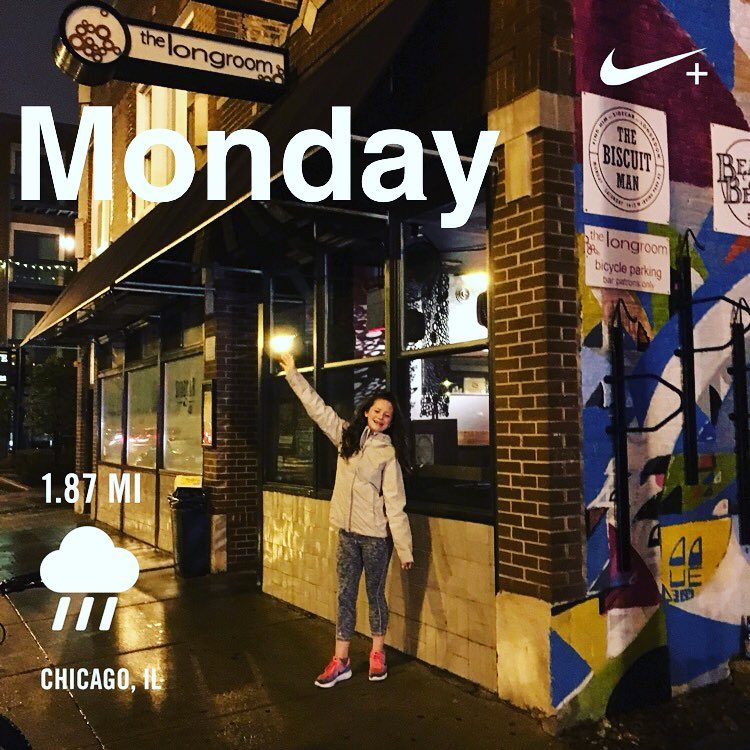 the longroom
+
Monday
THE
BISCUIT
MAN
the longroom
bicycle parking
bar patrons only
1.87 MI
CHICAGO, IL